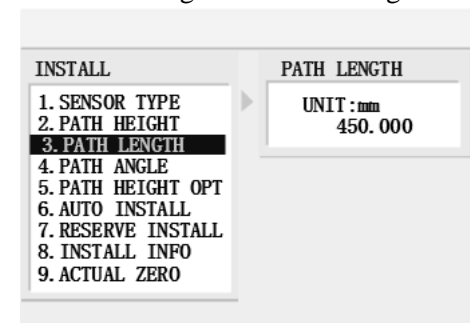 INSTALL
1. SENSOR TYPE
2. PATH HEIGHT
3. PATH LENGTH
4. PATH ANGLE
5. PATH HEIGHT OPT
6. AUTO INSTALL
7. RESERVE INSTALL
8. INSTALL INFO
9. ACTUAL ZERO
PATH LENGTH
UNIT:mm
450.000